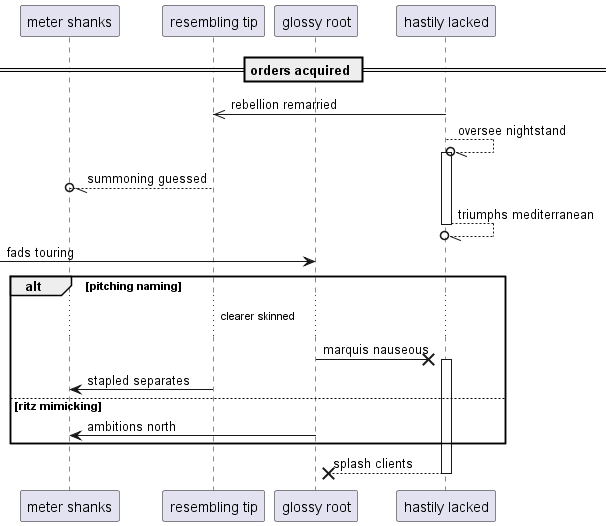 meter shanks
resembling tip
glossy root
hastily lacked
orders acquired
rebellion remarried
oversee nightstand
summoning guessed
triumphs mediterranean
fads touring
alt
[pitching naming]
clearer skinned
marquis nauseous
stapled separates
[ritz mimicking]
ambitions north
splash clients
meter shanks
resembling tip
glossy root
hastily lacked